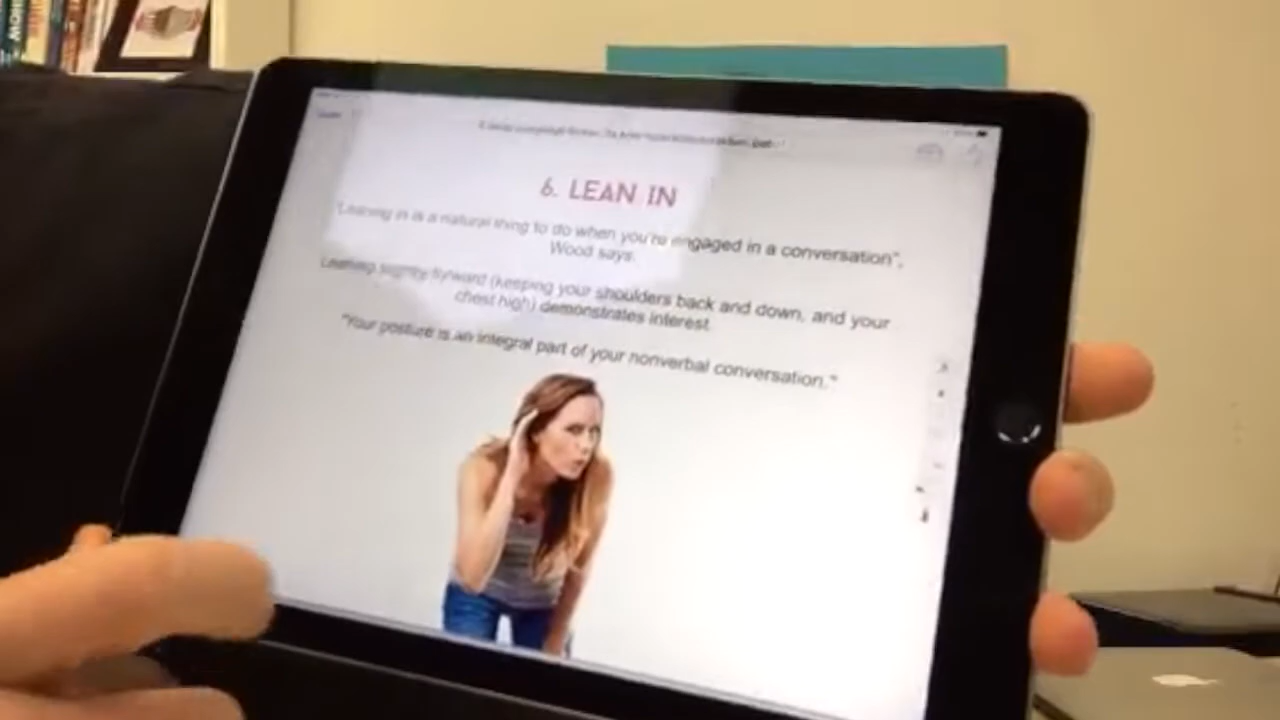 6. LEAN IN
"Leaning in is a natural thing to do when you're engaged in a conversation",
Wood says.
Leaning slightly forward (keeping your shoulders back and down, and your
chest high) demonstrates interest.
"Your posture is an integral part of your nonverbal conversation."